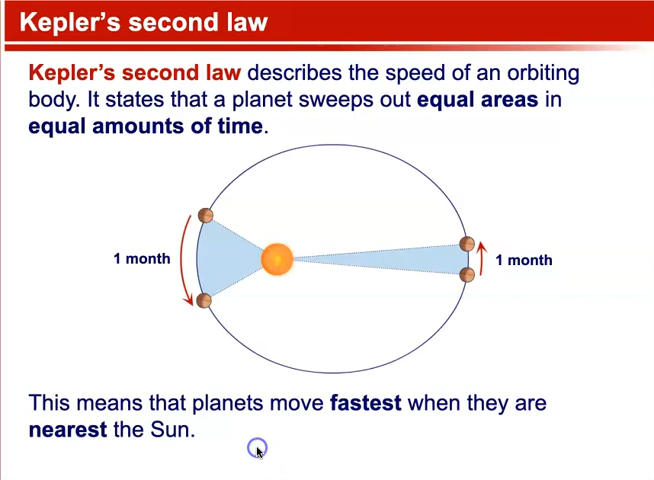 Kepler's second law
Kepler's second law describes the speed of an orbiting
body. It states that a planet sweeps out equal areas in
equal amounts of time.
1 month
1 month
This means that planets move fastest when they are
nearest the Sun.